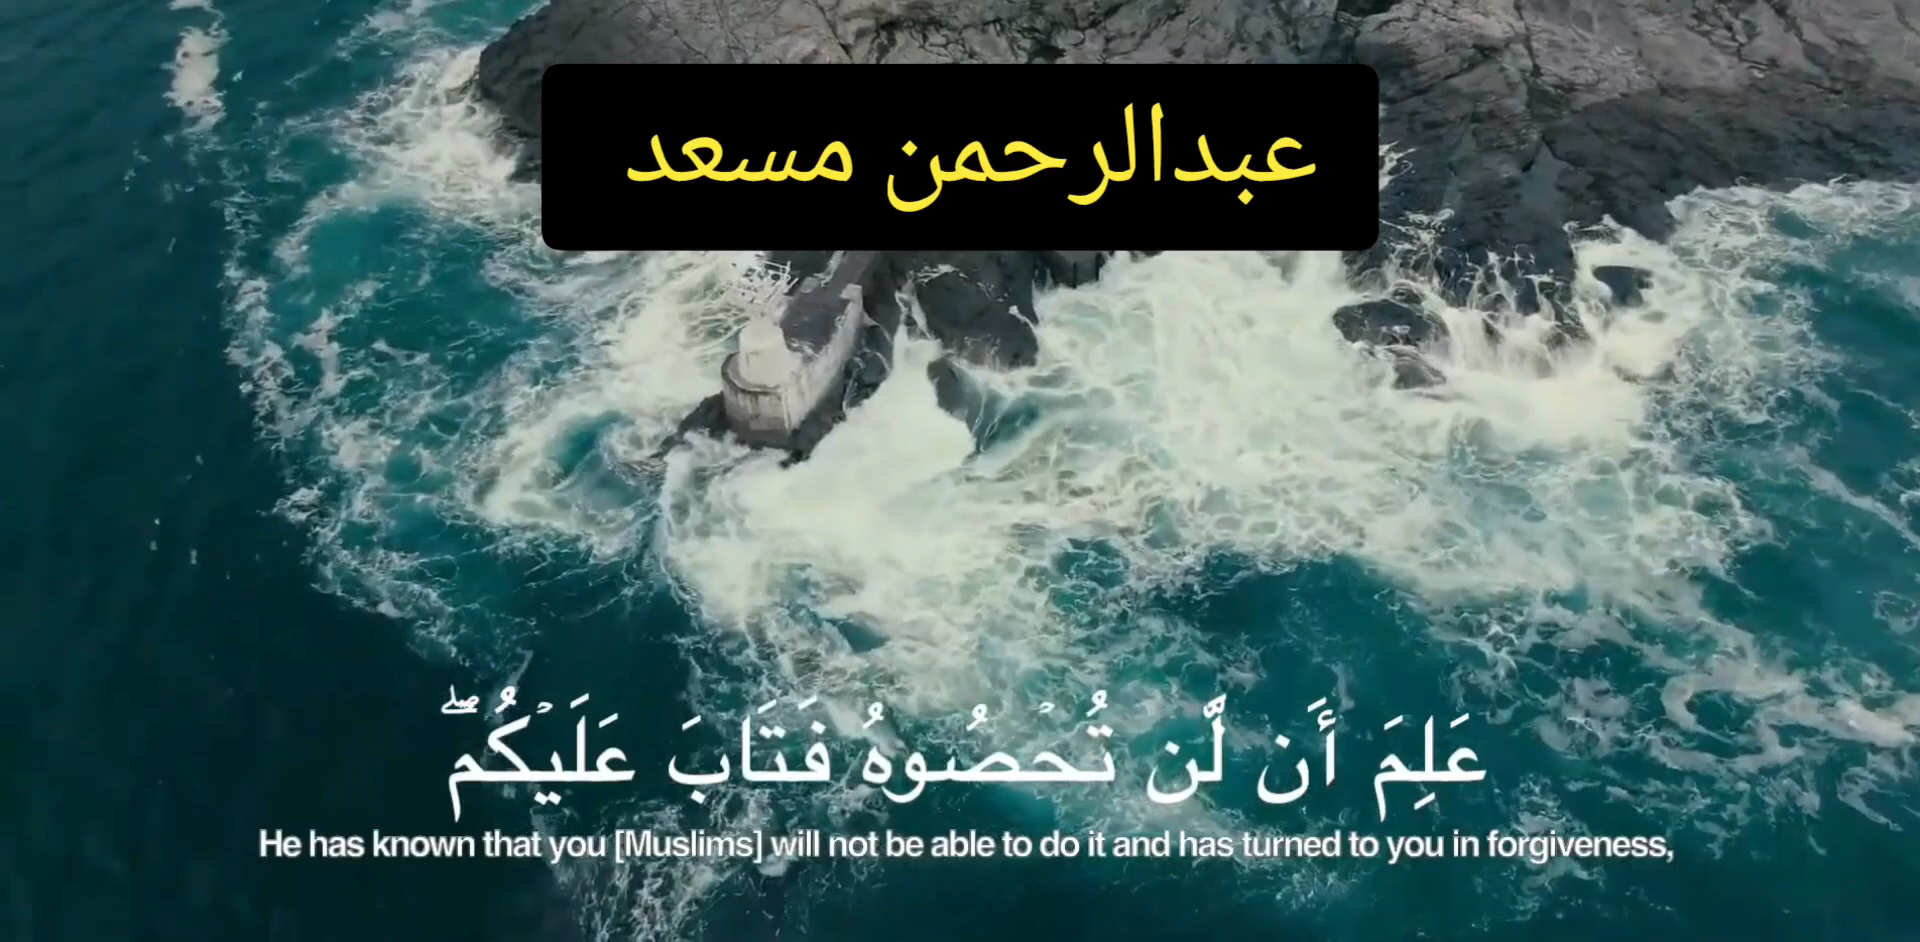 عبدالرحمن مسعد
عَلِمَ أَن لَّن تُحۡصُوهُ فَتَابَ عَلَيۡكُمۡۖ
He has known that you [Muslims] will not be able to do it and has turned to you in forgiveness,